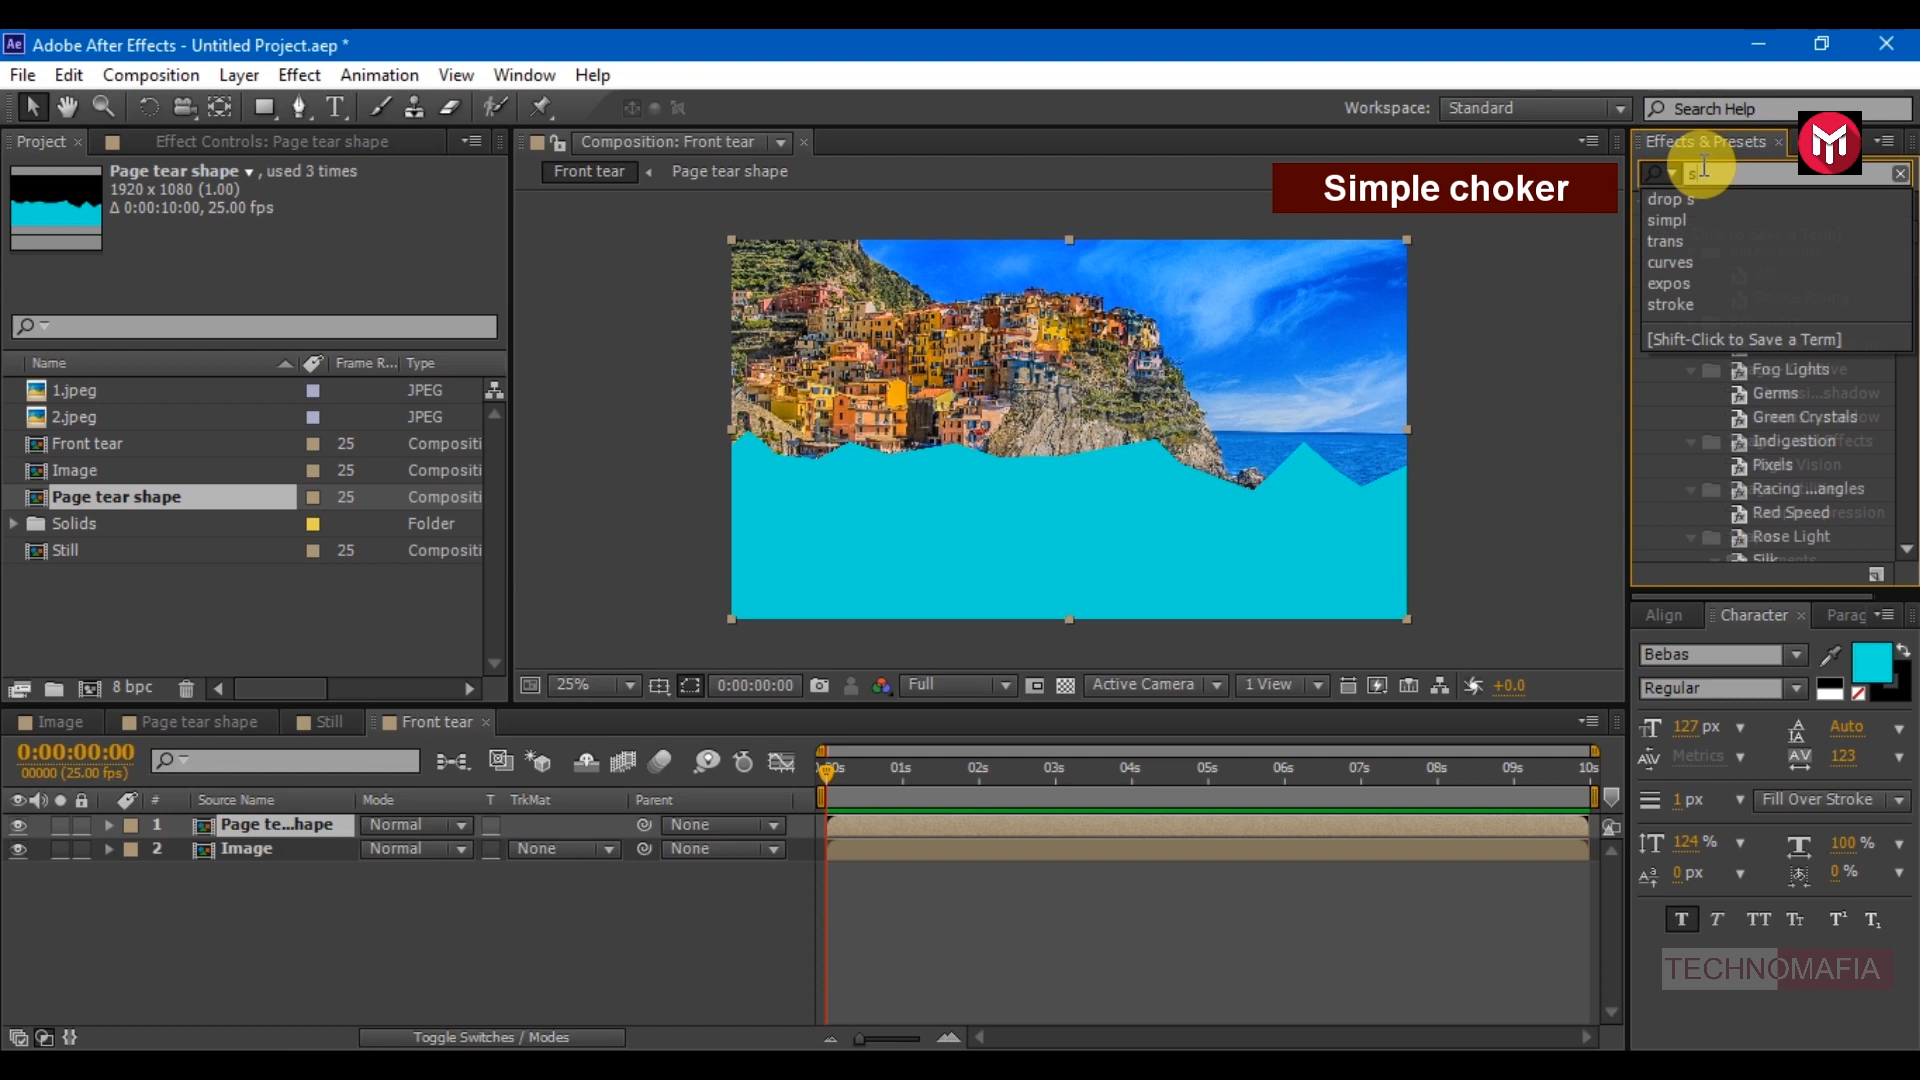 Ae Adobe After Effects - Untitled Project.aep *
File Edit Composition Layer Effect Animation View Window Help
Workspace: Standard Search Help
Project × Effect Controls: Page tear shape
Composition: Front tear ×
Effects & Presets ×
Page tear shape , used 3 times
1920 x 1080 (1.00)
Δ 0:00:10:00, 25.00 fps
Front tear Page tear shape
Simple choker
s
drop s
simpl
trans
curves
expos
stroke
[Shift-Click to Save a Term]
Fog Lights
Germs
Green Crystals
Indigestion
Pixels
Racing ...angles
Red Speed
Rose Light
Silk
Name Frame R... Type
1.jpeg JPEG
2.jpeg JPEG
Front tear 25 Compositi
Image 25 Compositi
Page tear shape 25 Compositi
Solids Folder
Still 25 Compositi
8 bpc
25% 0:00:00:00 Full Active Camera 1 View +0.0
Align Character × Parag
Bebas
Regular
127 px Auto
Metrics 123
1 px Fill Over Stroke
124 % 100 %
0 px 0 %
T T TT Tt T¹ T₁
TECHNOMAFIA
Image Page tear shape Still Front tear ×
0:00:00:00
00000 (25.00 fps)
# Source Name Mode T TrkMat Parent
01s 02s 03s 04s 05s 06s 07s 08s 09s 10s
1 Page te...hape Normal None
2 Image Normal None None
Toggle Switches / Modes